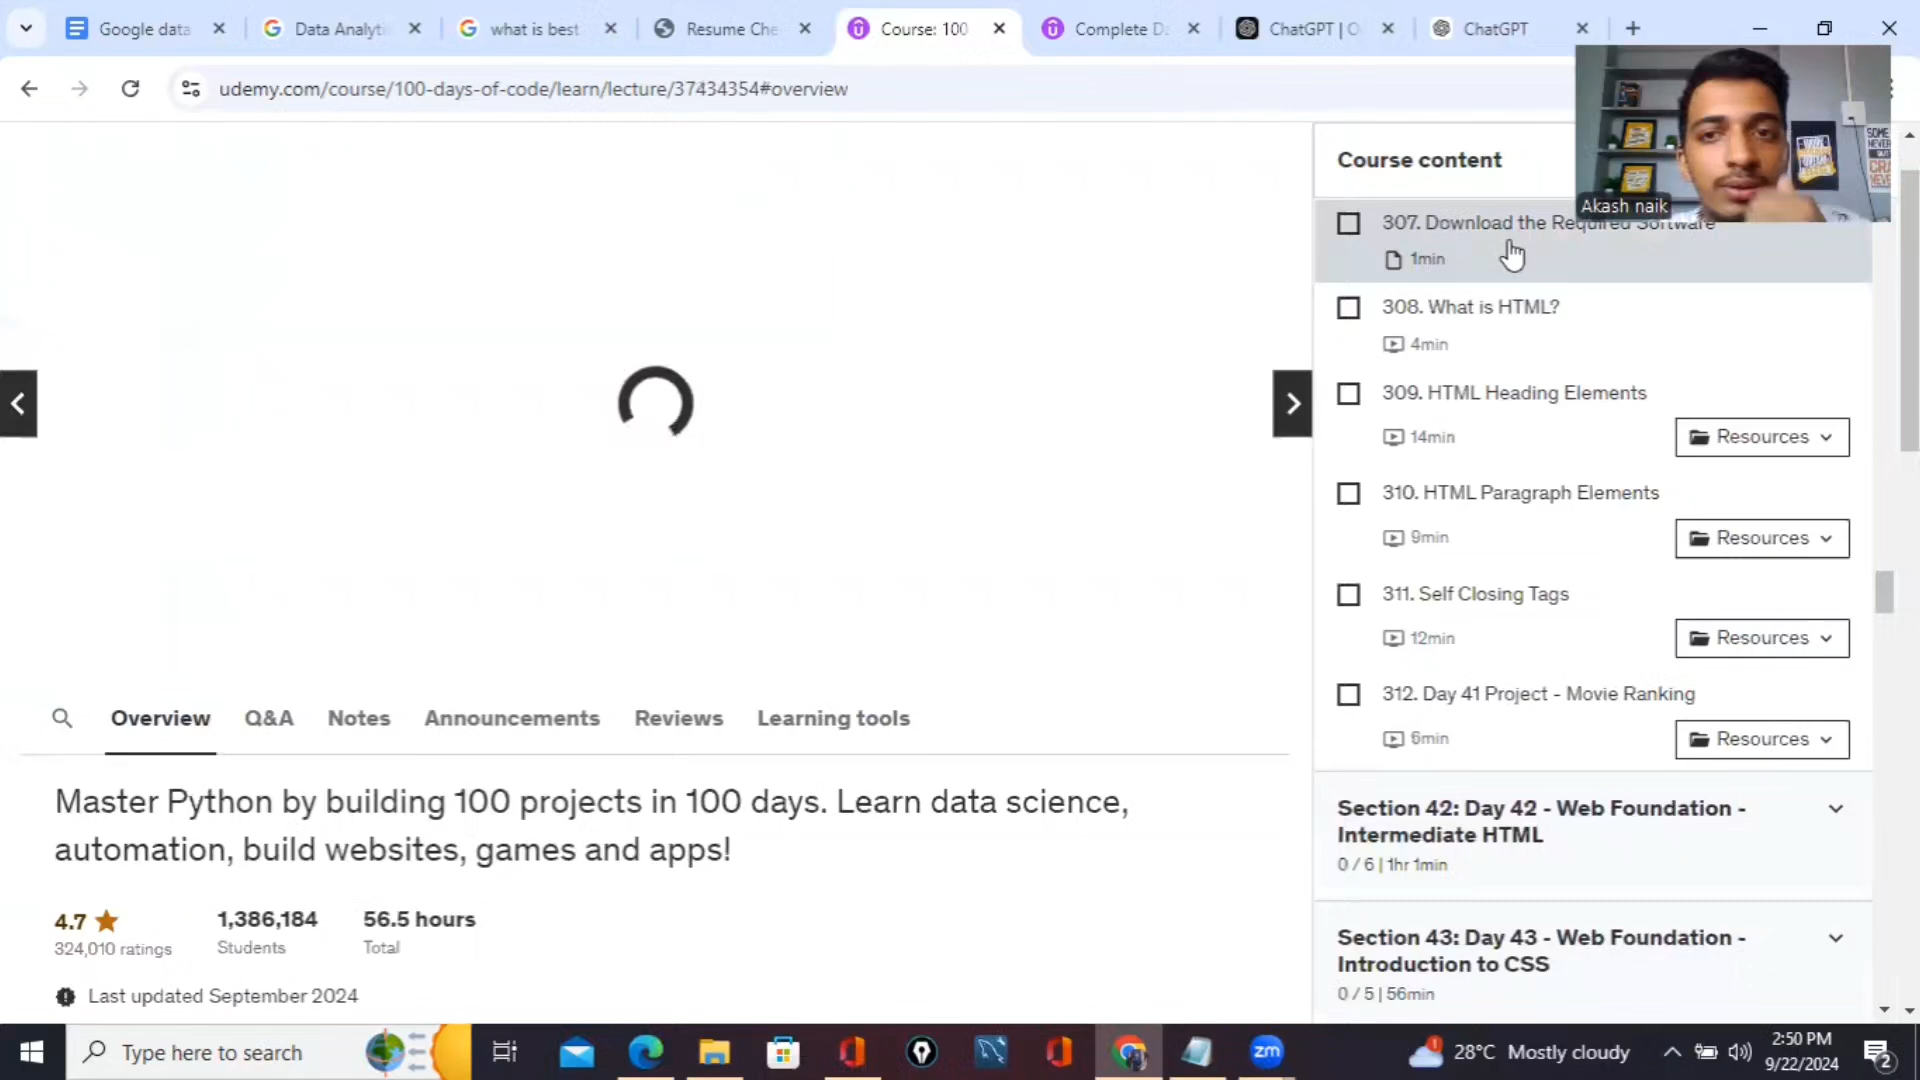 Google data
Data Analyti
what is best
Resume Che
Course: 100
Complete D
ChatGPT | O
ChatGPT
udemy.com/course/100-days-of-code/learn/lecture/37434354#overview
Course content
Akash naik
307. Download the Required Software
1min
308. What is HTML?
4min
309. HTML Heading Elements
14min
Resources
310. HTML Paragraph Elements
9min
Resources
311. Self Closing Tags
12min
Resources
312. Day 41 Project - Movie Ranking
6min
Resources
Section 42: Day 42 - Web Foundation -
Intermediate HTML
0 / 6 | 1hr 1min
Section 43: Day 43 - Web Foundation -
Introduction to CSS
0 / 5 | 56min
Overview
Q&A
Notes
Announcements
Reviews
Learning tools
Master Python by building 100 projects in 100 days. Learn data science,
automation, build websites, games and apps!
4.7
324,010 ratings
1,386,184
Students
56.5 hours
Total
Last updated September 2024
Type here to search
zm
28°C Mostly cloudy
2:50 PM
9/22/2024
2